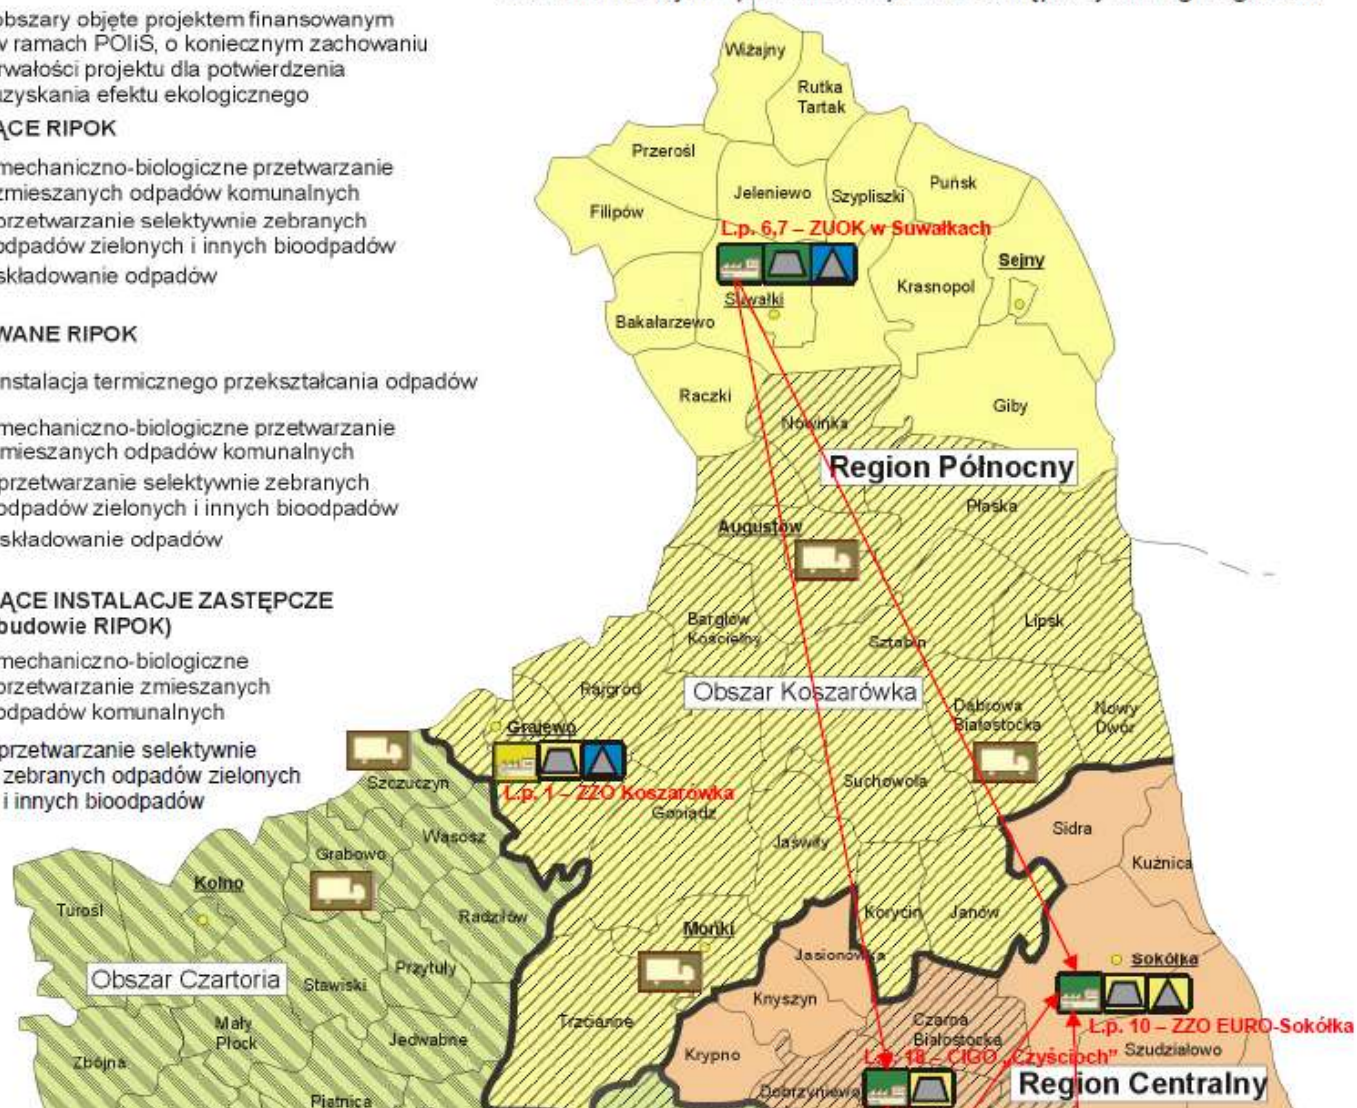 obszary objęte projektem finansowanym
w ramach POIiŚ, o koniecznym zachowaniu
rwałości projektu dla potwierdzenia
uzyskania efektu ekologicznego
ĄCE RIPOK
mechaniczno-biologiczne przetwarzanie
zmieszanych odpadów komunalnych
przetwarzanie selektywnie zebranych
odpadów zielonych i innych bioodpadów
składowanie odpadów
WANE RIPOK
instalacja termicznego przekształcania odpadów
mechaniczno-biologiczne przetwarzanie
zmieszanych odpadów komunalnych
przetwarzanie selektywnie zebranych
odpadów zielonych i innych bioodpadów
składowanie odpadów
ĄCE INSTALACJE ZASTĘPCZE
budowie RIPOK)
mechaniczno-biologiczne
przetwarzanie zmieszanych
odpadów komunalnych
przetwarzanie selektywnie
zebranych odpadów zielonych
i innych bioodpadów
Wiżajny
Rutka
Tartak
Przerośl
Jeleniewo
Szypliszki
Puńsk
Filipów
L.p. 6,7 – ZUOK w Suwałkach
Sejny
Krasnopol
Suwałki
Bakałarzewo
Raczki
Giby
Nowinka
Region Północny
Płaska
Augustów
Bargłów
Kościelny
Sztabin
Lipsk
Rajgród
Obszar Koszarówka
Dąbrowa
Białostocka
Nowy
Dwór
Grajewo
Szczuczyn
Suchowola
L.p. 1 – ZZO Koszarówka
Goniądz
Sidra
Wąsosz
Jaświły
Grabowo
Kuźnica
Kolno
Turośl
Radziłów
Korycin
Janów
Mońki
Jasionówka
Sokółka
Przytuły
Obszar Czartoria
Stawiski
Knyszyn
Trzcianne
Czarna
Białostocka
L.p. 10 – ZZO EURO-Sokółka
Mały
Płock
Jedwabne
Szudziałowo
Krypno
L.p. 18 – CIGO „Czyścioch”
Zbójna
Region Centralny
Dobrzyniewo
Piątnica